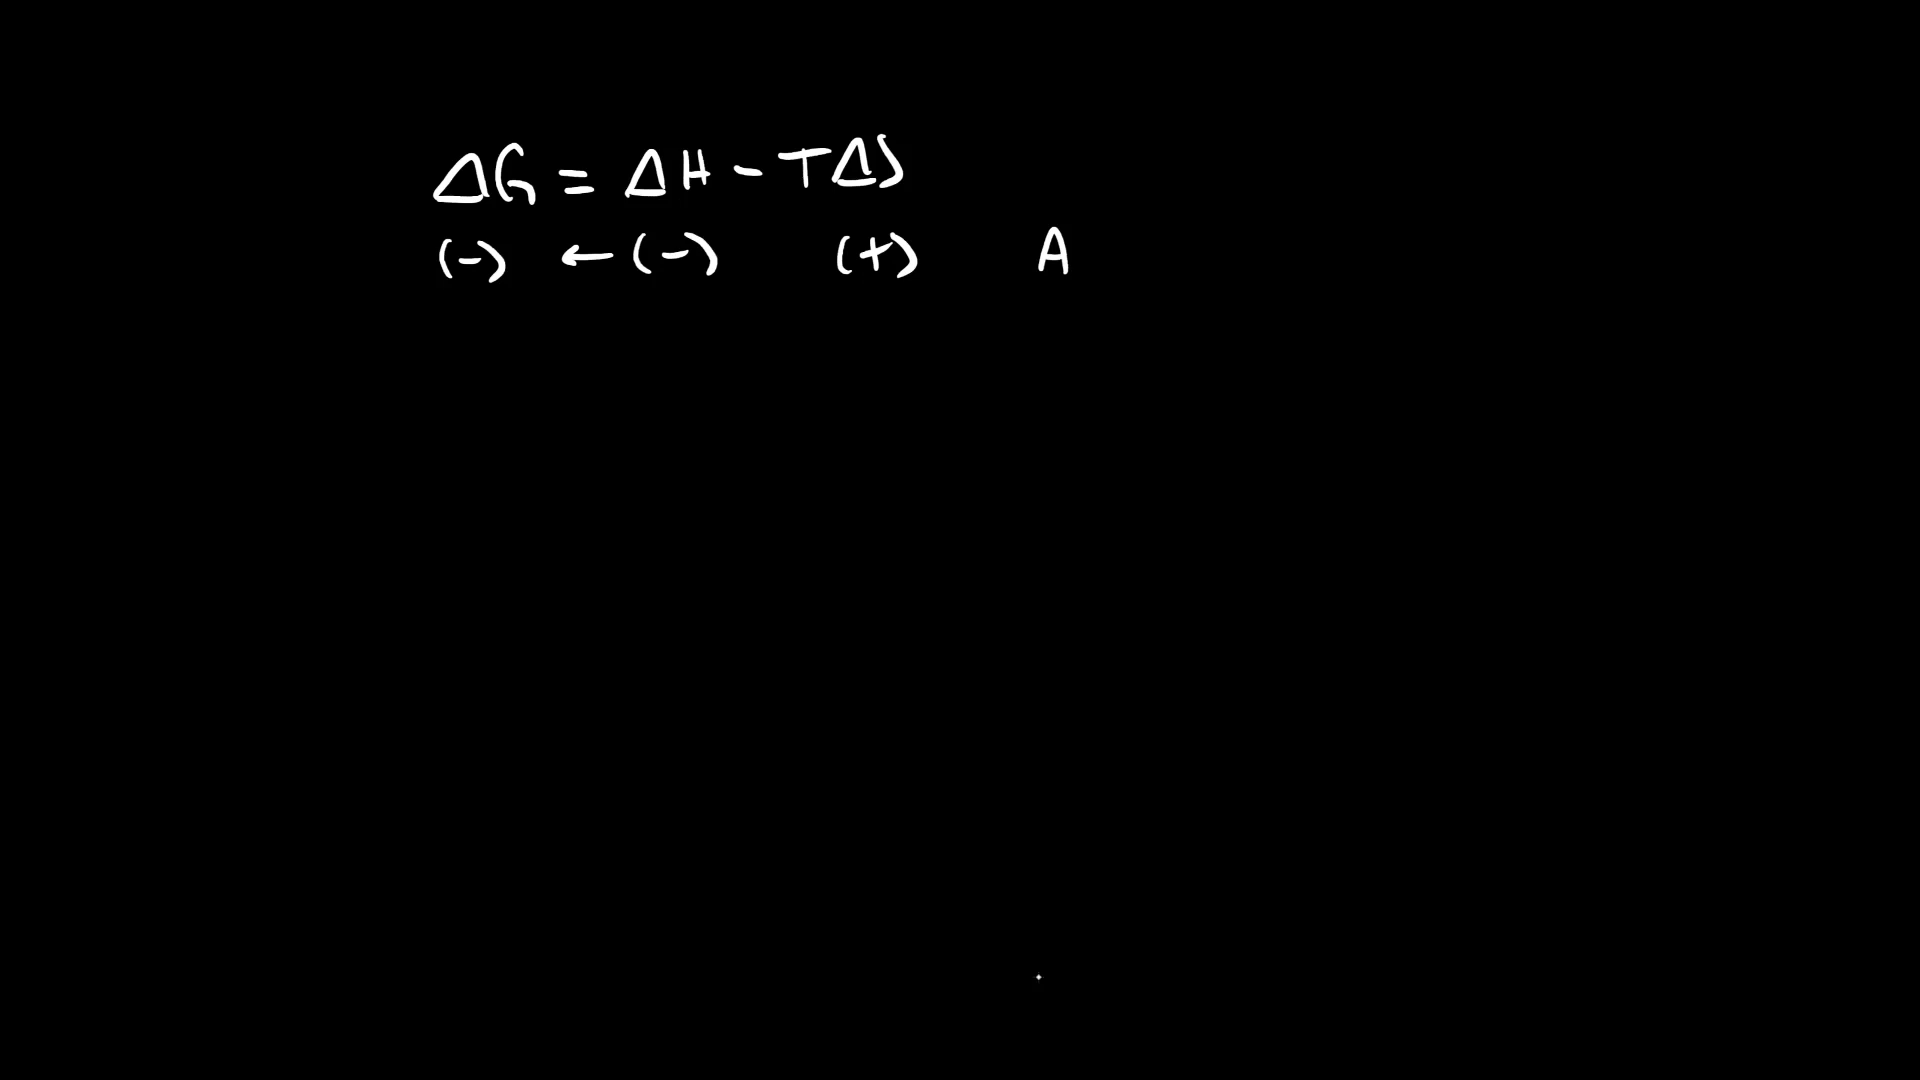 ΔG = ΔH - TΔS
(-) ← (-) (+) A